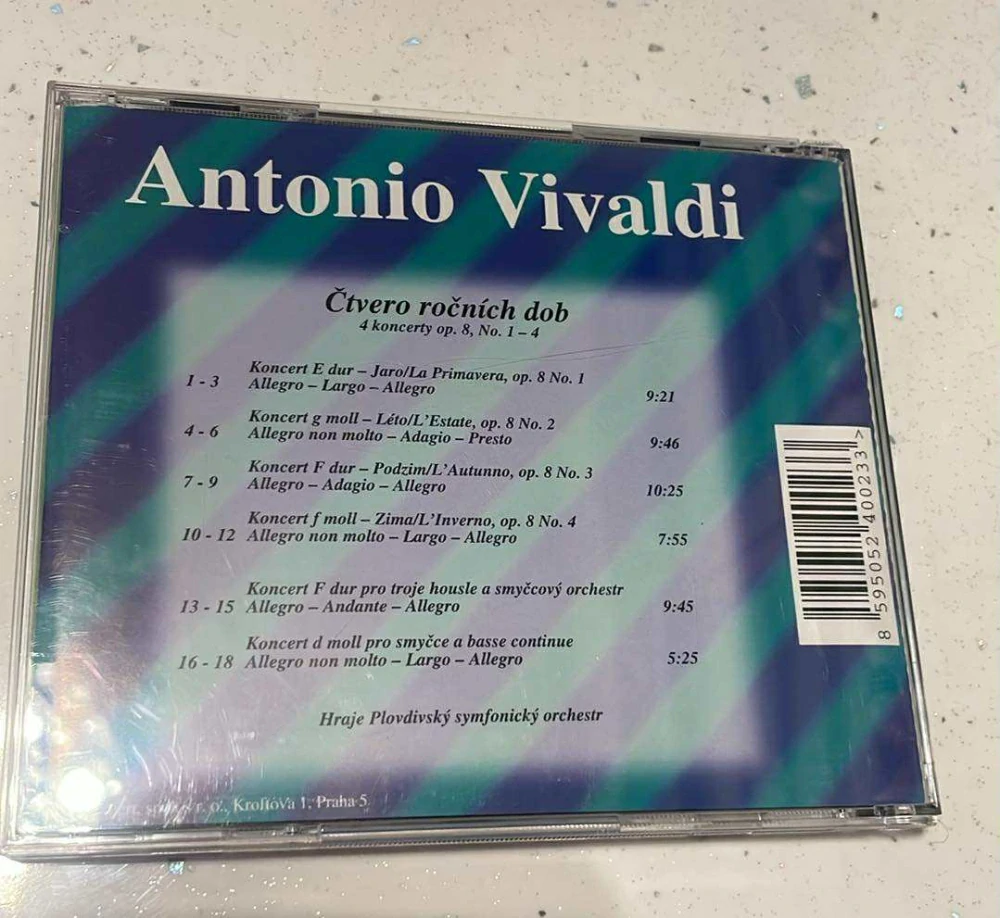 Antonio Vivaldi
Čtvero ročních dob
4 koncerty op. 8, No. 1 – 4
Koncert E dur – Jaro/La Primavera, op. 8 No. 1
1 - 3 Allegro – Largo – Allegro 9:21
Koncert g moll – Léto/L'Estate, op. 8 No. 2
4 - 6 Allegro non molto – Adagio – Presto 9:46
Koncert F dur – Podzim/L'Autunno, op. 8 No. 3
7 - 9 Allegro – Adagio – Allegro 10:25
Koncert f moll – Zima/L'Inverno, op. 8 No. 4
10 - 12 Allegro non molto – Largo – Allegro 7:55
Koncert F dur pro troje housle a smyčcový orchestr
13 - 15 Allegro – Andante – Allegro 9:45
Koncert d moll pro smyčce a basse continue
16 - 18 Allegro non molto – Largo – Allegro 5:25
Hraje Plovdivský symfonický orchestr
r. o., Kroftova 1, Praha 5
8 595052 400233 >